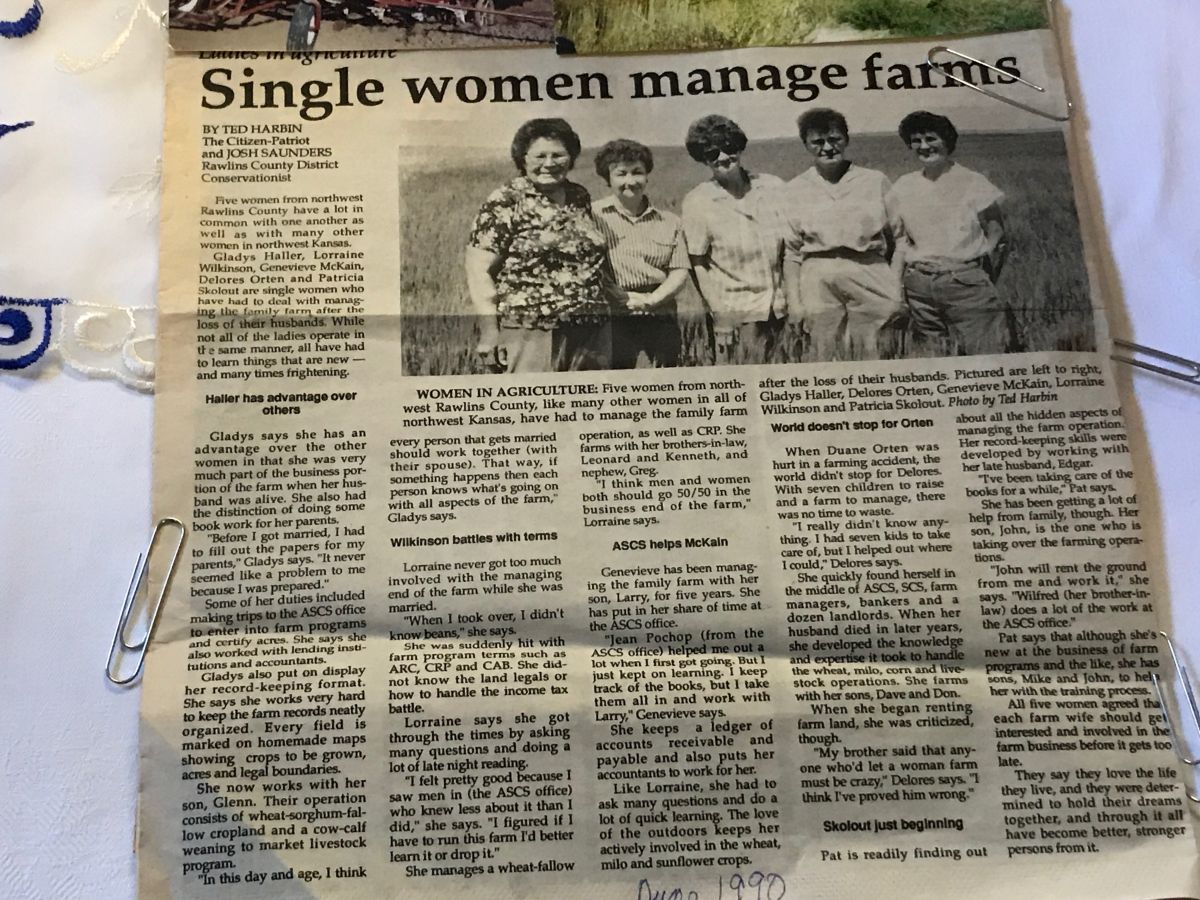 Ladies in agriculture
Single women manage farms
BY TED HARBIN
The Citizen-Patriot
and JOSH SAUNDERS
Rawlins County District
Conservationist
Five women from northwest
Rawlins County have a lot in
common with one another as
well as with many other
women in northwest Kansas.
Gladys Haller, Lorraine
Wilkinson, Genevieve McKain,
Delores Orten and Patricia
Skolout are single women who
have had to deal with manag-
ing the family farm after the
loss of their husbands. While
not all of the ladies operate in
the same manner, all have had
to learn things that are new —
and many times frightening.
Haller has advantage over
others
Gladys says she has an
advantage over the other
women in that she was very
much part of the business por-
tion of the farm when her hus-
band was alive. She also had
the distinction of doing some
book work for her parents.
"Before I got married, I had
to fill out the papers for my
parents," Gladys says. "It never
seemed like a problem to me
because I was prepared."
Some of her duties included
making trips to the ASCS office
to enter into farm programs
and certify acres. She says she
also worked with lending insti-
tutions and accountants.
Gladys also put on display
her record-keeping format.
She says she works very hard
to keep the farm records neatly
organized. Every field is
marked on homemade maps
showing crops to be grown,
acres and legal boundaries.
She now works with her
son, Glenn. Their operation
consists of wheat-sorghum-fal-
low cropland and a cow-calf
weaning to market livestock
program.
"In this day and age, I think
WOMEN IN AGRICULTURE: Five women from north-
west Rawlins County, like many other women in all of
northwest Kansas, have had to manage the family farm
after the loss of their husbands. Pictured are left to right,
Gladys Haller, Delores Orten, Genevieve McKain, Lorraine
Wilkinson and Patricia Skolout. Photo by Ted Harbin
every person that gets married
should work together (with
their spouse). That way, if
something happens then each
person knows what's going on
with all aspects of the farm,"
Gladys says.
Wilkinson battles with terms
Lorraine never got too much
involved with the managing
end of the farm while she was
married.
"When I took over, I didn't
know beans," she says.
She was suddenly hit with
farm program terms such as
ARC, CRP and CAB. She did-
not know the land legals or
how to handle the income tax
battle.
Lorraine says she got
through the times by asking
many questions and doing a
lot of late night reading.
"I felt pretty good because I
saw men in (the ASCS office)
who knew less about it than I
did," she says. "I figured if I
have to run this farm I'd better
learn it or drop it."
She manages a wheat-fallow
operation, as well as CRP. She
farms with her brothers-in-law,
Leonard and Kenneth, and
nephew, Greg.
"I think men and women
both should go 50/50 in the
business end of the farm,"
Lorraine says.
ASCS helps McKain
Genevieve has been manag-
ing the family farm with her
son, Larry, for five years. She
has put in her share of time at
the ASCS office.
"Jean Pochop (from the
ASCS office) helped me out a
lot when I first got going. But I
just kept on learning. I keep
track of the books, but I take
them all in and work with
Larry," Genevieve says.
She keeps a ledger of
accounts receivable and
payable and also puts her
accountants to work for her.
Like Lorraine, she had to
ask many questions and do a
lot of quick learning. The love
of the outdoors keeps her
actively involved in the wheat,
milo and sunflower crops.
World doesn't stop for Orten
When Duane Orten was
hurt in a farming accident, the
world didn't stop for Delores.
With seven children to raise
and a farm to manage, there
was no time to waste.
"I really didn't know any-
thing. I had seven kids to take
care of, but I helped out where
I could," Delores says.
She quickly found herself in
the middle of ASCS, SCS, farm
managers, bankers and a
dozen landlords. When her
husband died in later years,
she developed the knowledge
and expertise it took to handle
the wheat, milo, corn and live-
stock operations. She farms
with her sons, Dave and Don.
When she began renting
farm land, she was criticized,
though.
"My brother said that any-
one who'd let a woman farm
must be crazy," Delores says. "I
think I've proved him wrong."
Skolout just beginning
Pat is readily finding out
about all the hidden aspects of
managing the farm operation.
Her record-keeping skills were
developed by working with
her late husband, Edgar.
"I've been taking care of the
books for a while," Pat says.
She has been getting a lot of
help from family, though. Her
son, John, is the one who is
taking over the farming opera-
tions.
"John will rent the ground
from me and work it," she
says. "Wilfred (her brother-in-
law) does a lot of the work at
the ASCS office."
Pat says that although she's
new at the business of farm
programs and the like, she has
sons, Mike and John, to help
her with the training process.
All five women agreed that
each farm wife should get
interested and involved in the
farm business before it gets too
late.
They say they love the life
they live, and they were deter-
mined to hold their dreams
together, and through it all
have become better, stronger
persons from it.
June 1990